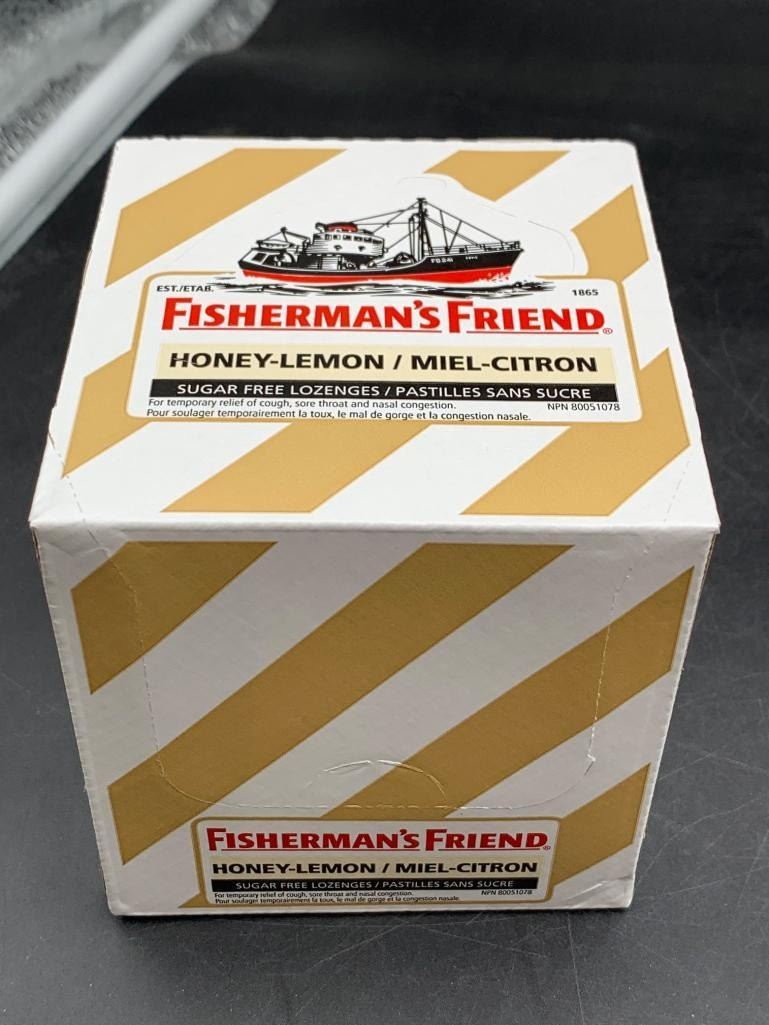 FD241
EST./ETAB.
1865
FISHERMAN'S FRIEND®
HONEY-LEMON / MIEL-CITRON
SUGAR FREE LOZENGES / PASTILLES SANS SUCRE
For temporary relief of cough, sore throat and nasal congestion.
NPN 80051078
Pour soulager temporairement la toux, le mal de gorge et la congestion nasale.
FISHERMAN'S FRIEND®
HONEY-LEMON / MIEL-CITRON
SUGAR FREE LOZENGES / PASTILLES SANS SUCRE
For temporary relief of cough, sore throat and nasal congestion.
NPN 80051078
Pour soulager temporairement la toux, le mal de gorge et la congestion nasale.